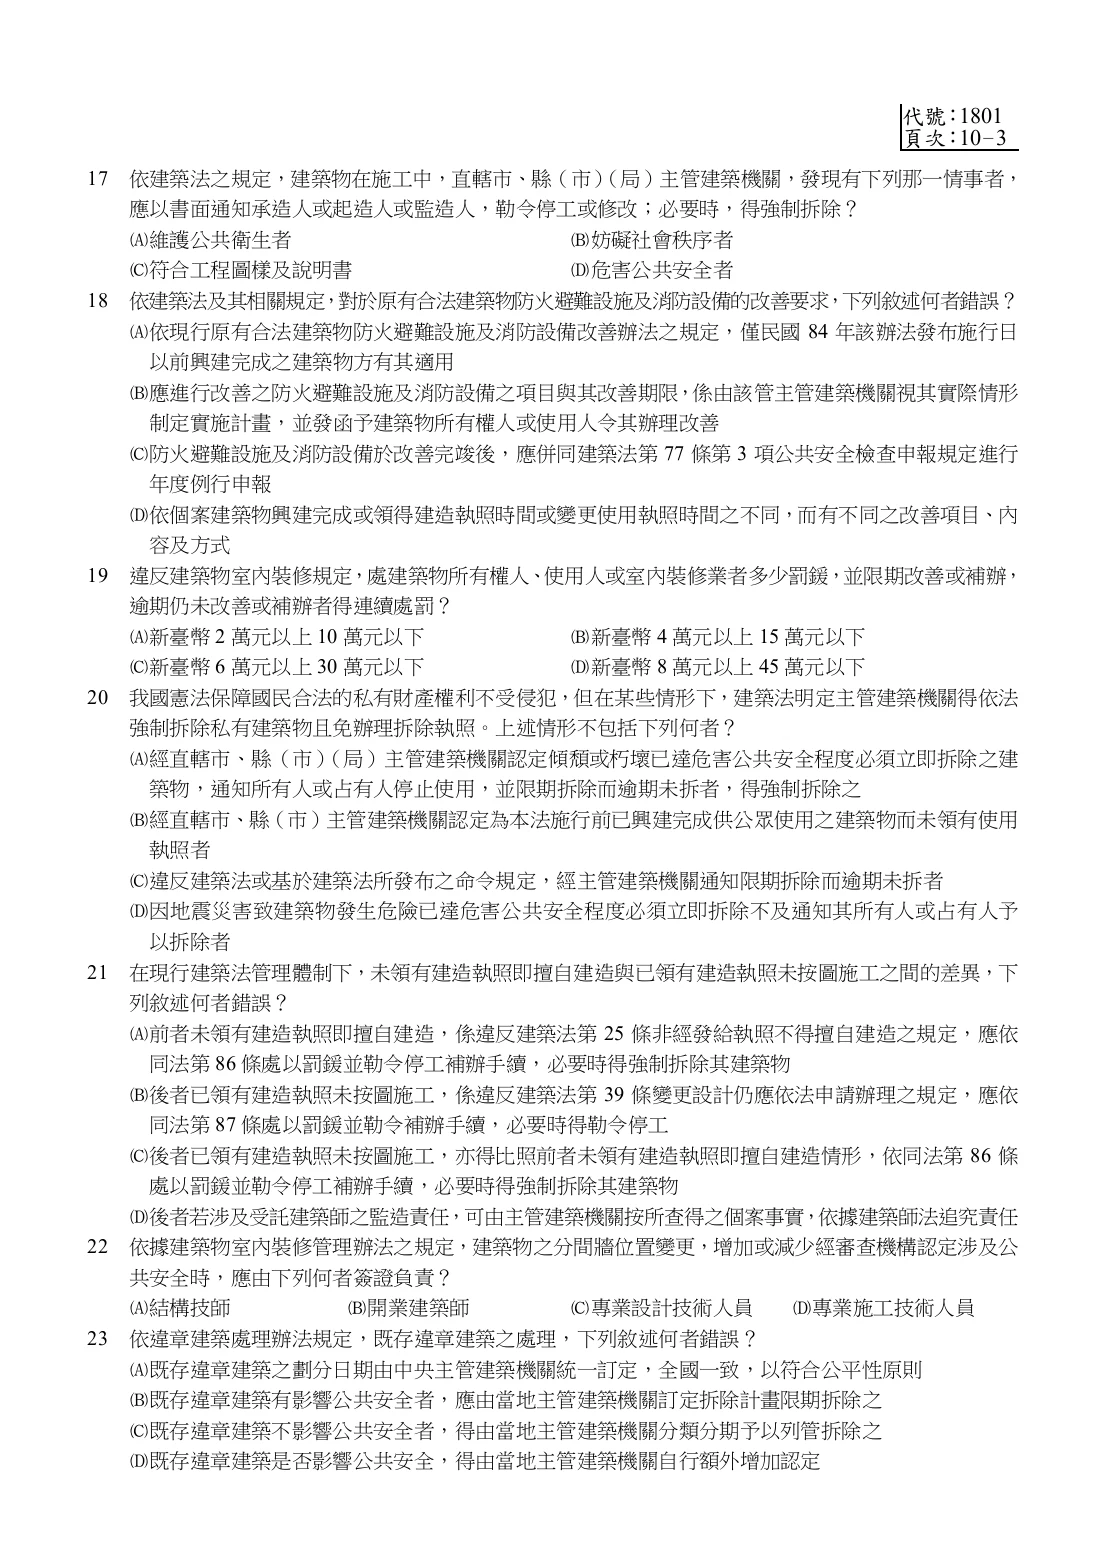 代號：1801
頁次：10－3
17 依建築法之規定，建築物在施工中，直轄市、縣（市）（局）主管建築機關，發現有下列那一情事者，
應以書面通知承造人或起造人或監造人，勒令停工或修改；必要時，得強制拆除？
(A)維護公共衛生者 (B)妨礙社會秩序者
(C)符合工程圖樣及說明書 (D)危害公共安全者
18 依建築法及其相關規定，對於原有合法建築物防火避難設施及消防設備的改善要求，下列敘述何者錯誤？
(A)依現行原有合法建築物防火避難設施及消防設備改善辦法之規定，僅民國 84 年該辦法發布施行日
以前興建完成之建築物方有其適用
(B)應進行改善之防火避難設施及消防設備之項目與其改善期限，係由該管主管建築機關視其實際情形
制定實施計畫，並發函予建築物所有權人或使用人令其辦理改善
(C)防火避難設施及消防設備於改善完竣後，應併同建築法第 77 條第 3 項公共安全檢查申報規定進行
年度例行申報
(D)依個案建築物興建完成或領得建造執照時間或變更使用執照時間之不同，而有不同之改善項目、內
容及方式
19 違反建築物室內裝修規定，處建築物所有權人、使用人或室內裝修業者多少罰鍰，並限期改善或補辦，
逾期仍未改善或補辦者得連續處罰？
(A)新臺幣 2 萬元以上 10 萬元以下 (B)新臺幣 4 萬元以上 15 萬元以下
(C)新臺幣 6 萬元以上 30 萬元以下 (D)新臺幣 8 萬元以上 45 萬元以下
20 我國憲法保障國民合法的私有財產權利不受侵犯，但在某些情形下，建築法明定主管建築機關得依法
強制拆除私有建築物且免辦理拆除執照。上述情形不包括下列何者？
(A)經直轄市、縣（市）（局）主管建築機關認定傾頹或朽壞已達危害公共安全程度必須立即拆除之建
築物，通知所有人或占有人停止使用，並限期拆除而逾期未拆者，得強制拆除之
(B)經直轄市、縣（市）主管建築機關認定為本法施行前已興建完成供公眾使用之建築物而未領有使用
執照者
(C)違反建築法或基於建築法所發布之命令規定，經主管建築機關通知限期拆除而逾期未拆者
(D)因地震災害致建築物發生危險已達危害公共安全程度必須立即拆除不及通知其所有人或占有人予
以拆除者
21 在現行建築法管理體制下，未領有建造執照即擅自建造與已領有建造執照未按圖施工之間的差異，下
列敘述何者錯誤？
(A)前者未領有建造執照即擅自建造，係違反建築法第 25 條非經發給執照不得擅自建造之規定，應依
同法第 86 條處以罰鍰並勒令停工補辦手續，必要時得強制拆除其建築物
(B)後者已領有建造執照未按圖施工，係違反建築法第 39 條變更設計仍應依法申請辦理之規定，應依
同法第 87 條處以罰鍰並勒令補辦手續，必要時得勒令停工
(C)後者已領有建造執照未按圖施工，亦得比照前者未領有建造執照即擅自建造情形，依同法第 86 條
處以罰鍰並勒令停工補辦手續，必要時得強制拆除其建築物
(D)後者若涉及受託建築師之監造責任，可由主管建築機關按所查得之個案事實，依據建築師法追究責任
22 依據建築物室內裝修管理辦法之規定，建築物之分間牆位置變更，增加或減少經審查機構認定涉及公
共安全時，應由下列何者簽證負責？
(A)結構技師 (B)開業建築師 (C)專業設計技術人員 (D)專業施工技術人員
23 依違章建築處理辦法規定，既存違章建築之處理，下列敘述何者錯誤？
(A)既存違章建築之劃分日期由中央主管建築機關統一訂定，全國一致，以符合公平性原則
(B)既存違章建築有影響公共安全者，應由當地主管建築機關訂定拆除計畫限期拆除之
(C)既存違章建築不影響公共安全者，得由當地主管建築機關分類分期予以列管拆除之
(D)既存違章建築是否影響公共安全，得由當地主管建築機關自行額外增加認定